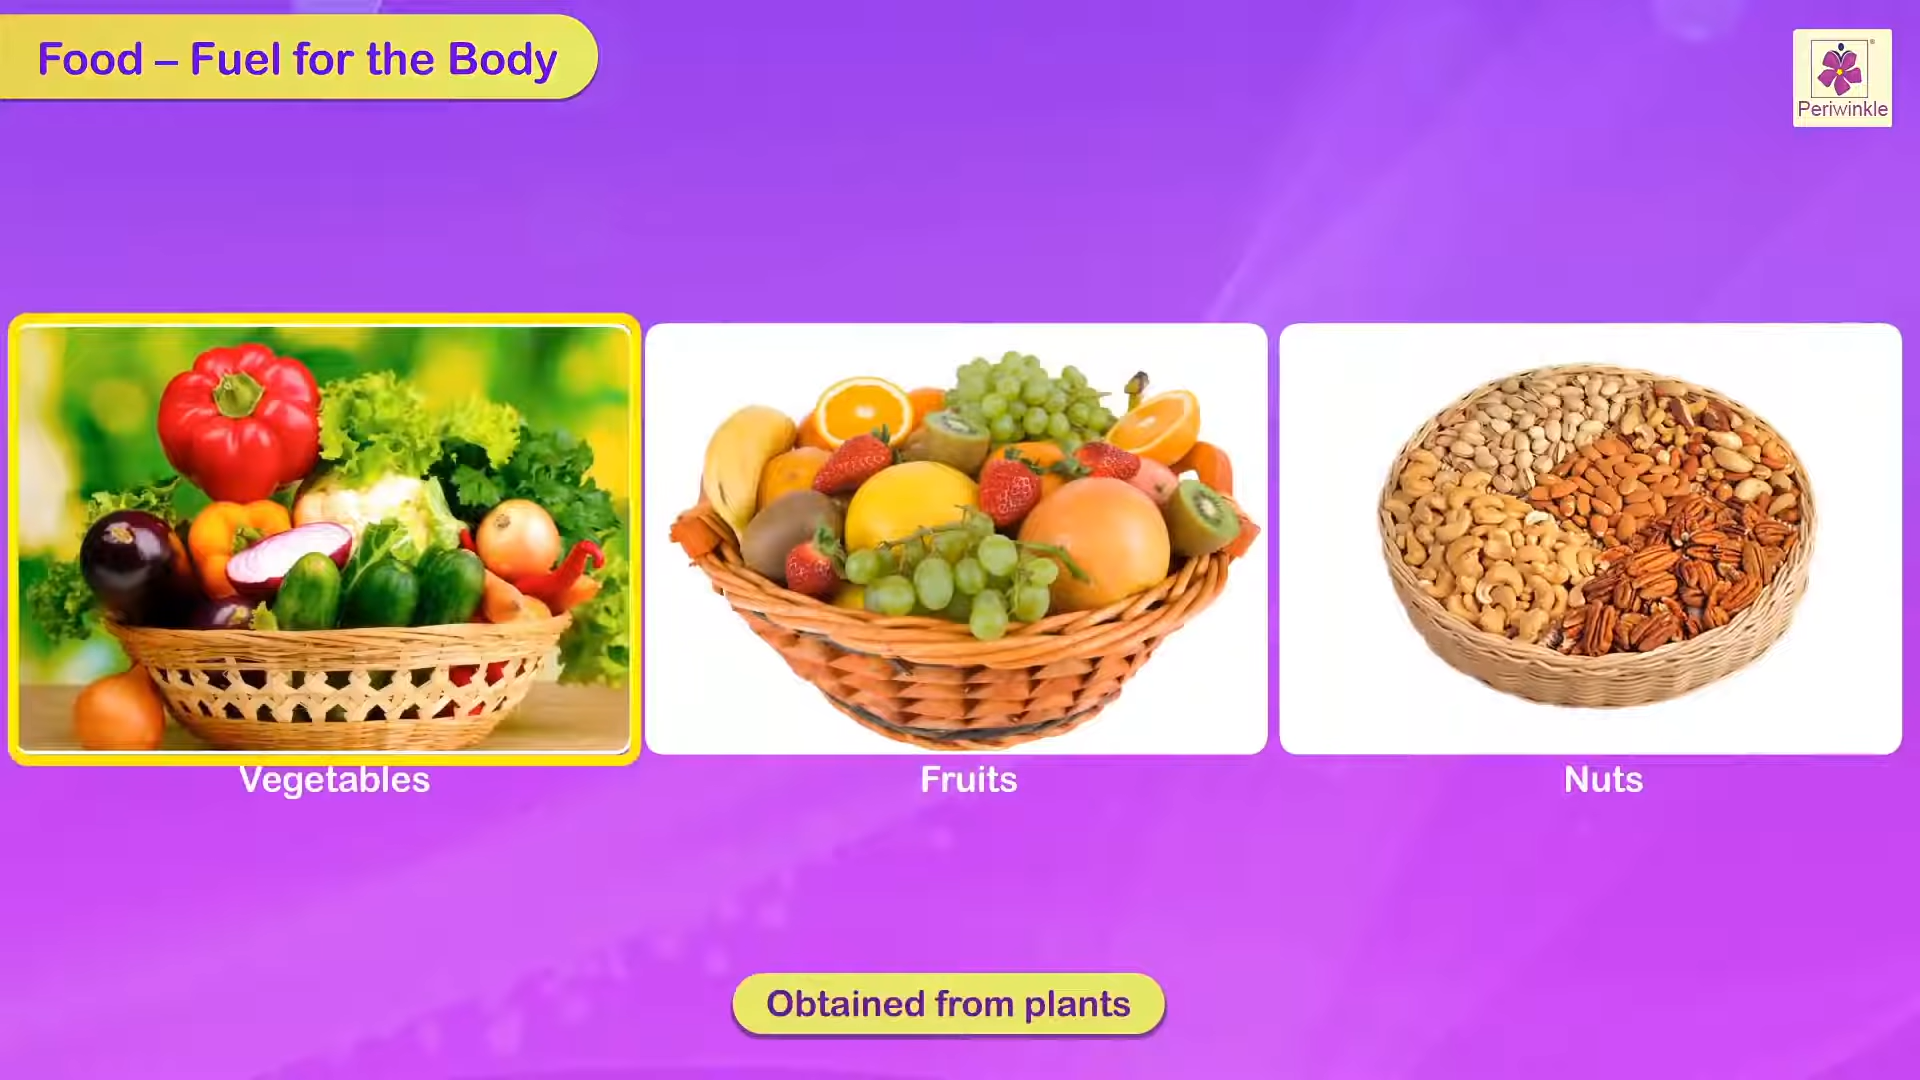 Food – Fuel for the Body
Periwinkle
Vegetables
Fruits
Nuts
Obtained from plants